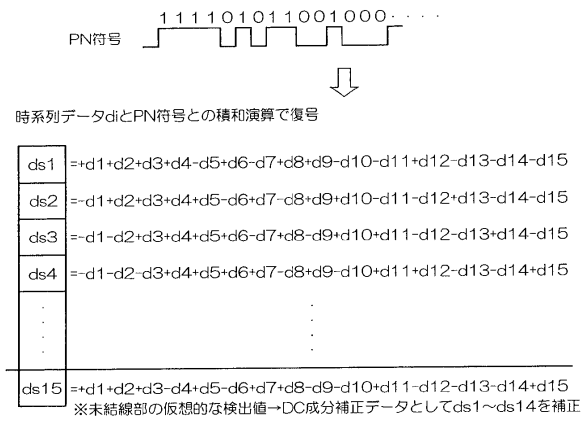 111101011001000・・・・
PN符号
時系列データdiとPN符号との積和演算で復号
ds1 =+d1+d2+d3+d4-d5+d6-d7+d8+d9-d10-d11+d12-d13-d14-d15
ds2 =-d1+d2+d3+d4+d5-d6+d7-d8+d9+d10-d11-d12+d13-d14-d15
ds3 =-d1-d2+d3+d4+d5+d6-d7+d8-d9+d10+d11-d12-d13+d14-d15
ds4 =-d1-d2-d3+d4+d5+d6+d7-d8+d9-d10+d11+d12-d13-d14+d15
ds15 =+d1+d2+d3-d4+d5-d6+d7+d8-d9-d10+d11-d12-d13-d14+d15
※未結線部の仮想的な検出値→DC成分補正データとしてds1～ds14を補正